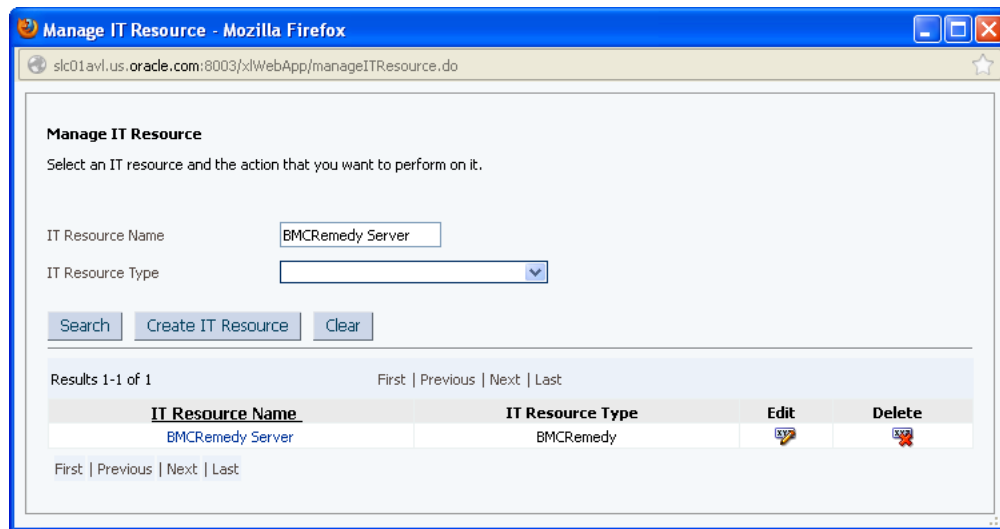 Manage IT Resource - Mozilla Firefox
slc01avl.us.oracle.com:8003/xlWebApp/manageITResource.do
Manage IT Resource
Select an IT resource and the action that you want to perform on it.
IT Resource Name BMCRemedy Server
IT Resource Type
Search Create IT Resource Clear
Results 1-1 of 1 First | Previous | Next | Last
IT Resource Name IT Resource Type Edit Delete
BMCRemedy Server BMCRemedy
First | Previous | Next | Last